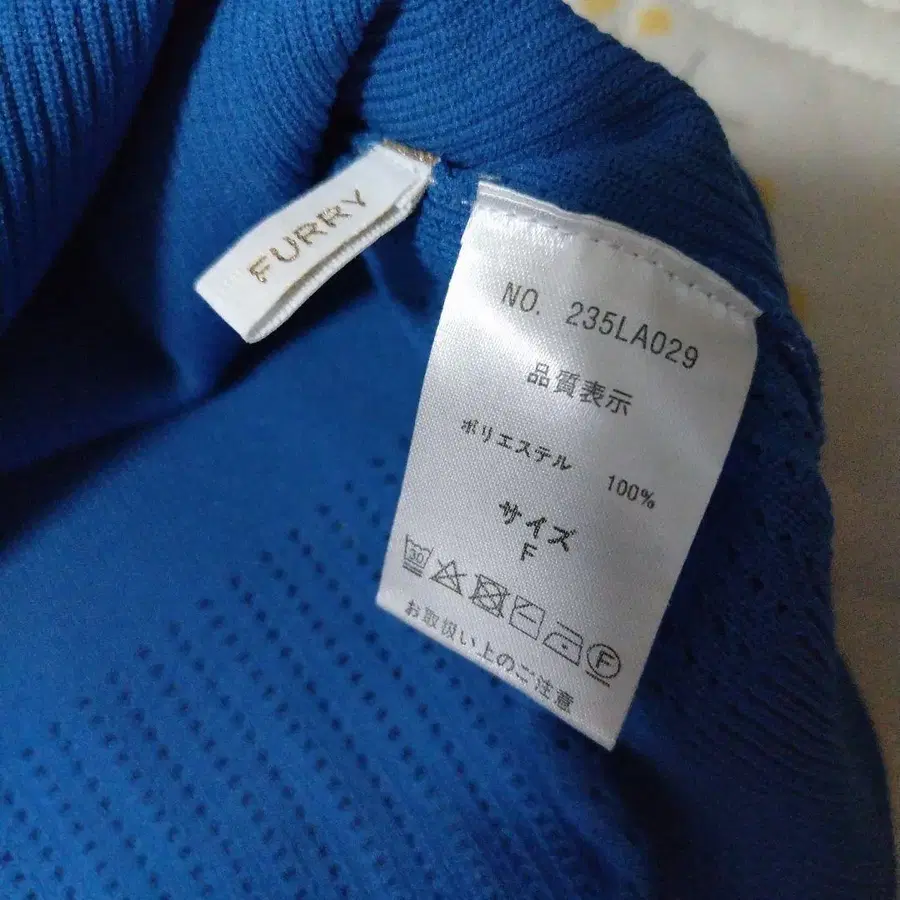 FURRY
NO. 235LA029
品質表示
ポリエステル 100%
サイズ
F
30
F
お取扱い上のご注意